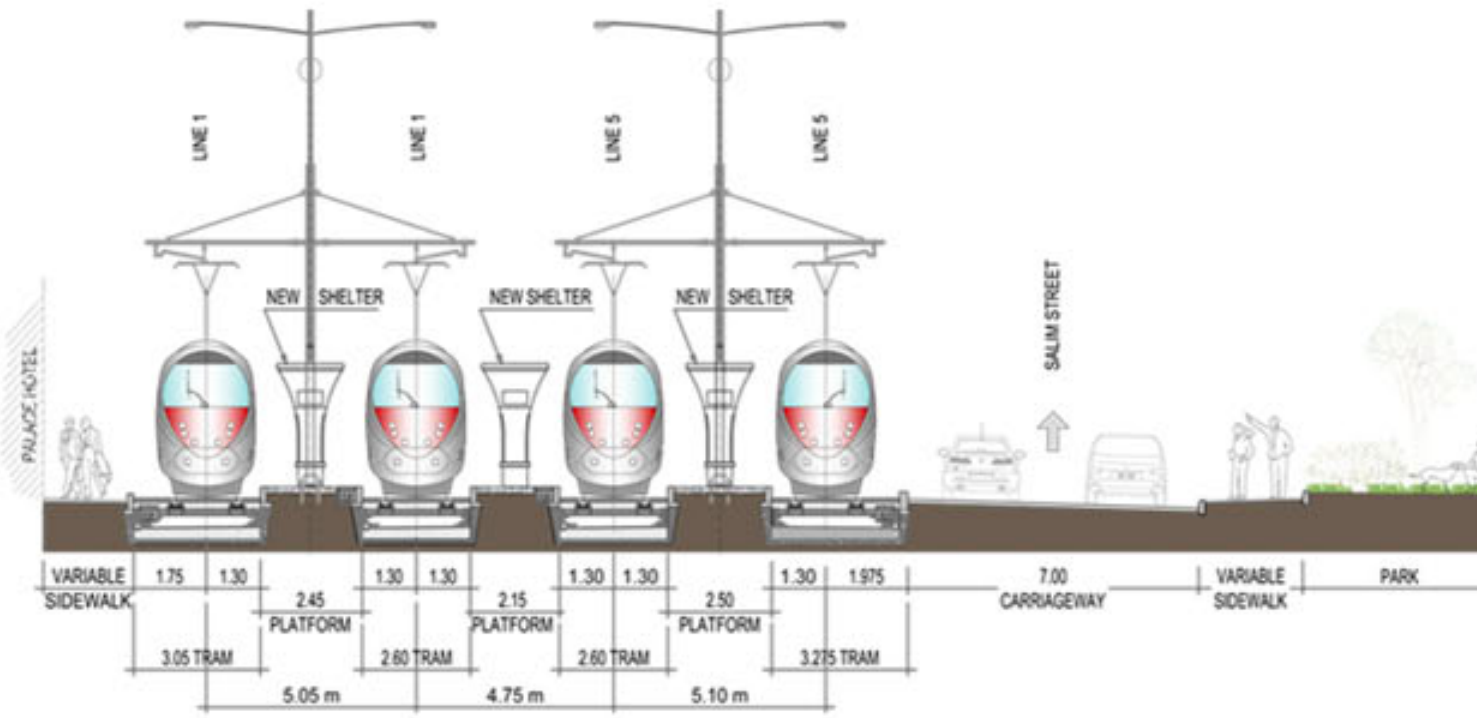 LINE 1
LINE 1
LINE 5
LINE 5
NEW SHELTER
NEW SHELTER
NEW SHELTER
PALACE HOTEL
SALIM STREET
VARIABLE
SIDEWALK
1.75
1.30
2.45
PLATFORM
1.30
1.30
2.15
PLATFORM
1.30
1.30
2.50
PLATFORM
1.30
1.975
7.00
CARRIAGEWAY
VARIABLE
SIDEWALK
PARK
3.05 TRAM
2.60 TRAM
2.60 TRAM
3.275 TRAM
5.05 m
4.75 m
5.10 m